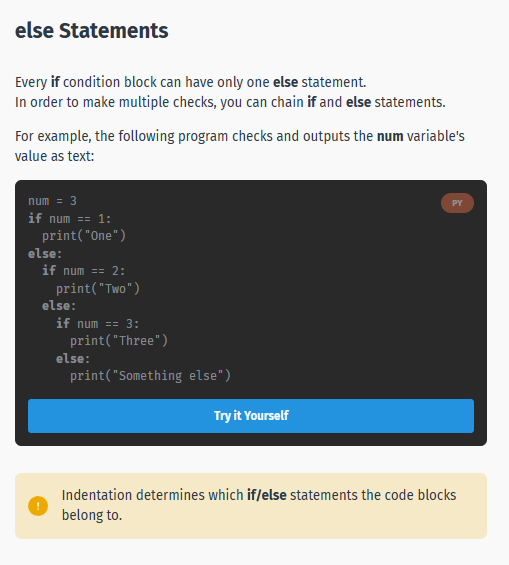 else Statements
Every if condition block can have only one else statement.
In order to make multiple checks, you can chain if and else statements.
For example, the following program checks and outputs the num variable's
value as text:
PY
num = 3
if num == 1:
  print("One")
else:
  if num == 2:
    print("Two")
  else:
    if num == 3:
      print("Three")
    else:
      print("Something else")
Try it Yourself
!
Indentation determines which if/else statements the code blocks
belong to.